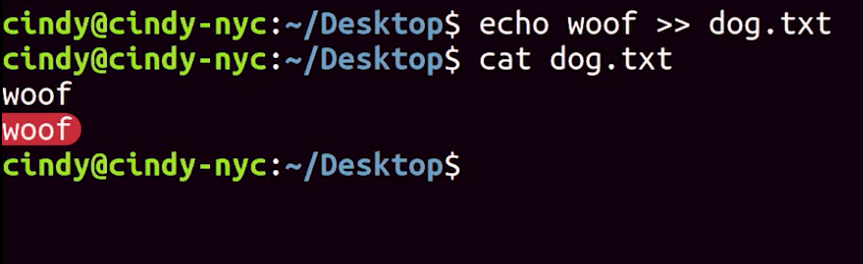 cindy@cindy-nyc:~/Desktop$ echo woof >> dog.txt
cindy@cindy-nyc:~/Desktop$ cat dog.txt
woof
woof
cindy@cindy-nyc:~/Desktop$